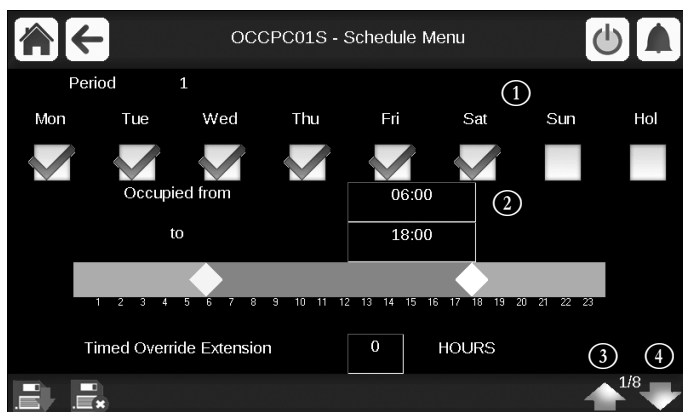 OCCPC01S - Schedule Menu
Period 1
1
Mon Tue Wed Thu Fri Sat Sun Hol
Occupied from 06:00
2
to 18:00
1 2 3 4 5 6 7 8 9 10 11 12 13 14 15 16 17 18 19 20 21 22 23
Timed Override Extension 0 HOURS
3 4
1/8